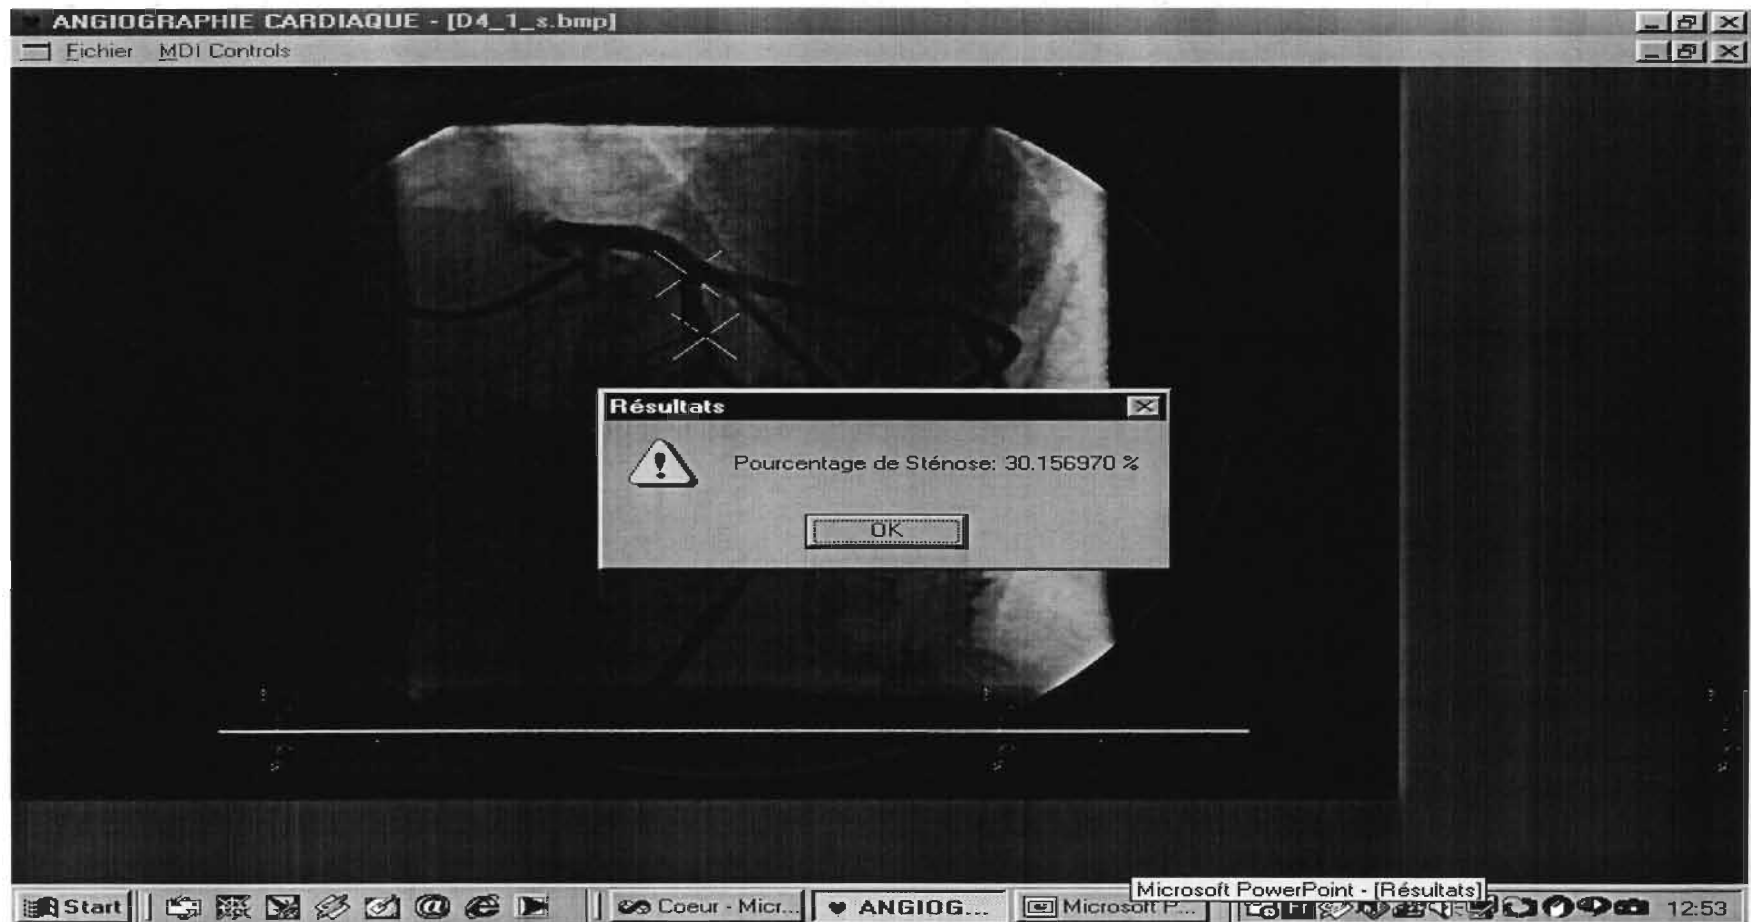 ANGIOGRAPHIE CARDIAQUE - [D4_1_s.bmp]
Fichier MDI Controls
Résultats
Pourcentage de Sténose: 30.156970 %
OK
Microsoft PowerPoint - [Résultats]
Start
Coeur - Micr...
ANGIOG...
Microsoft P...
Fr
12:53